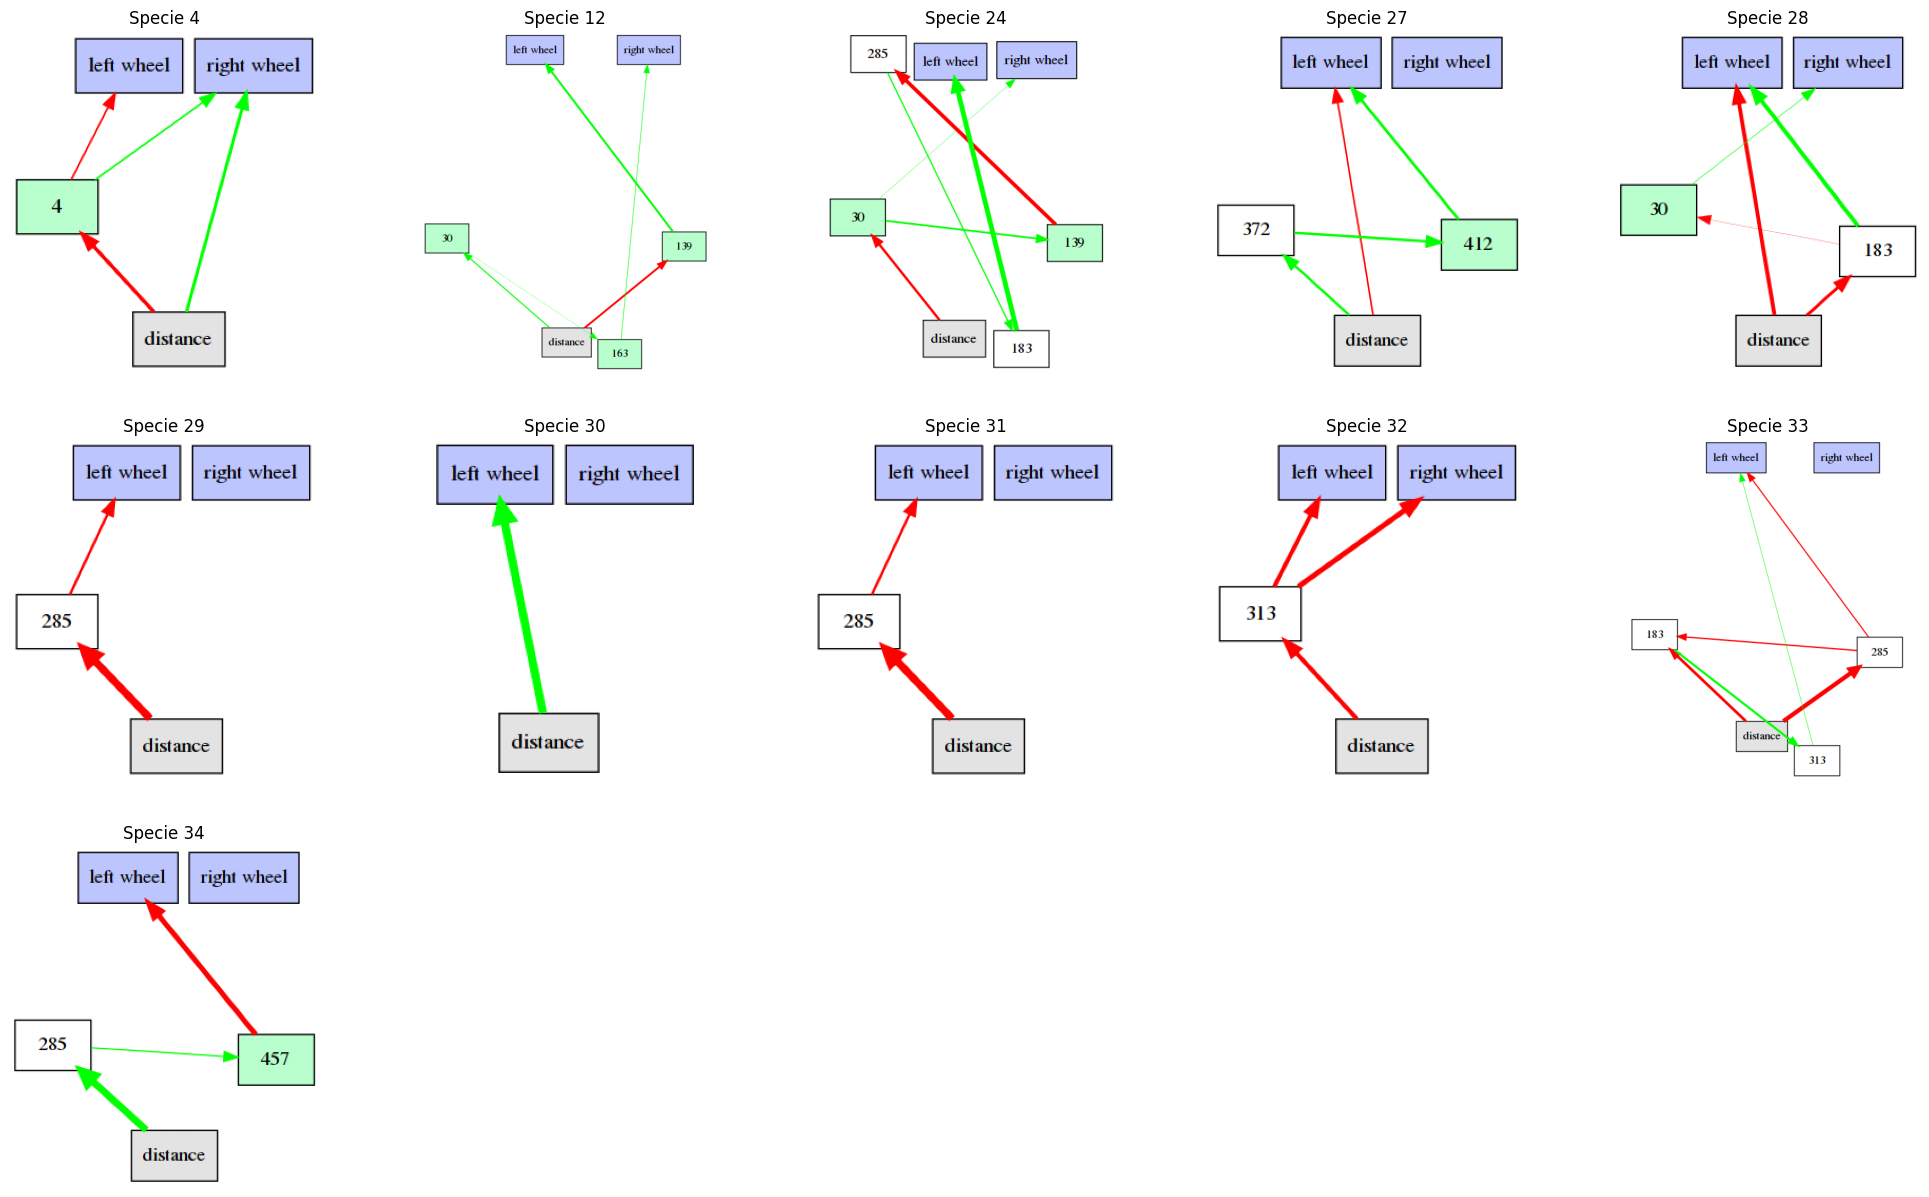 Specie 4
left wheel
right wheel
4
distance
Specie 12
left wheel
right wheel
30
139
distance
163
Specie 24
285
left wheel
right wheel
30
139
distance
183
Specie 27
left wheel
right wheel
372
412
distance
Specie 28
left wheel
right wheel
30
183
distance
Specie 29
left wheel
right wheel
285
distance
Specie 30
left wheel
right wheel
distance
Specie 31
left wheel
right wheel
285
distance
Specie 32
left wheel
right wheel
313
distance
Specie 33
left wheel
right wheel
183
285
distance
313
Specie 34
left wheel
right wheel
285
457
distance